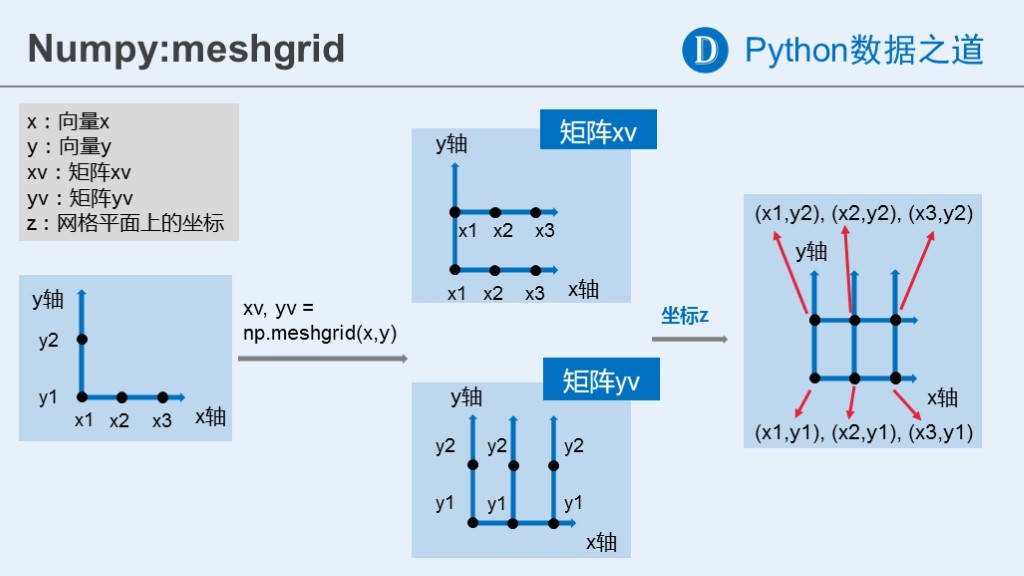 Numpy:meshgrid
D Python数据之道
x：向量x
y：向量y
xv：矩阵xv
yv：矩阵yv
z：网格平面上的坐标
y轴
y2
y1
x1 x2 x3 x轴
xv, yv =
np.meshgrid(x,y)
矩阵xv
y轴
x1 x2 x3
x1 x2 x3 x轴
矩阵yv
y轴
y2 y2 y2
y1 y1 y1
x轴
坐标z
(x1,y2), (x2,y2), (x3,y2)
y轴
x轴
(x1,y1), (x2,y1), (x3,y1)